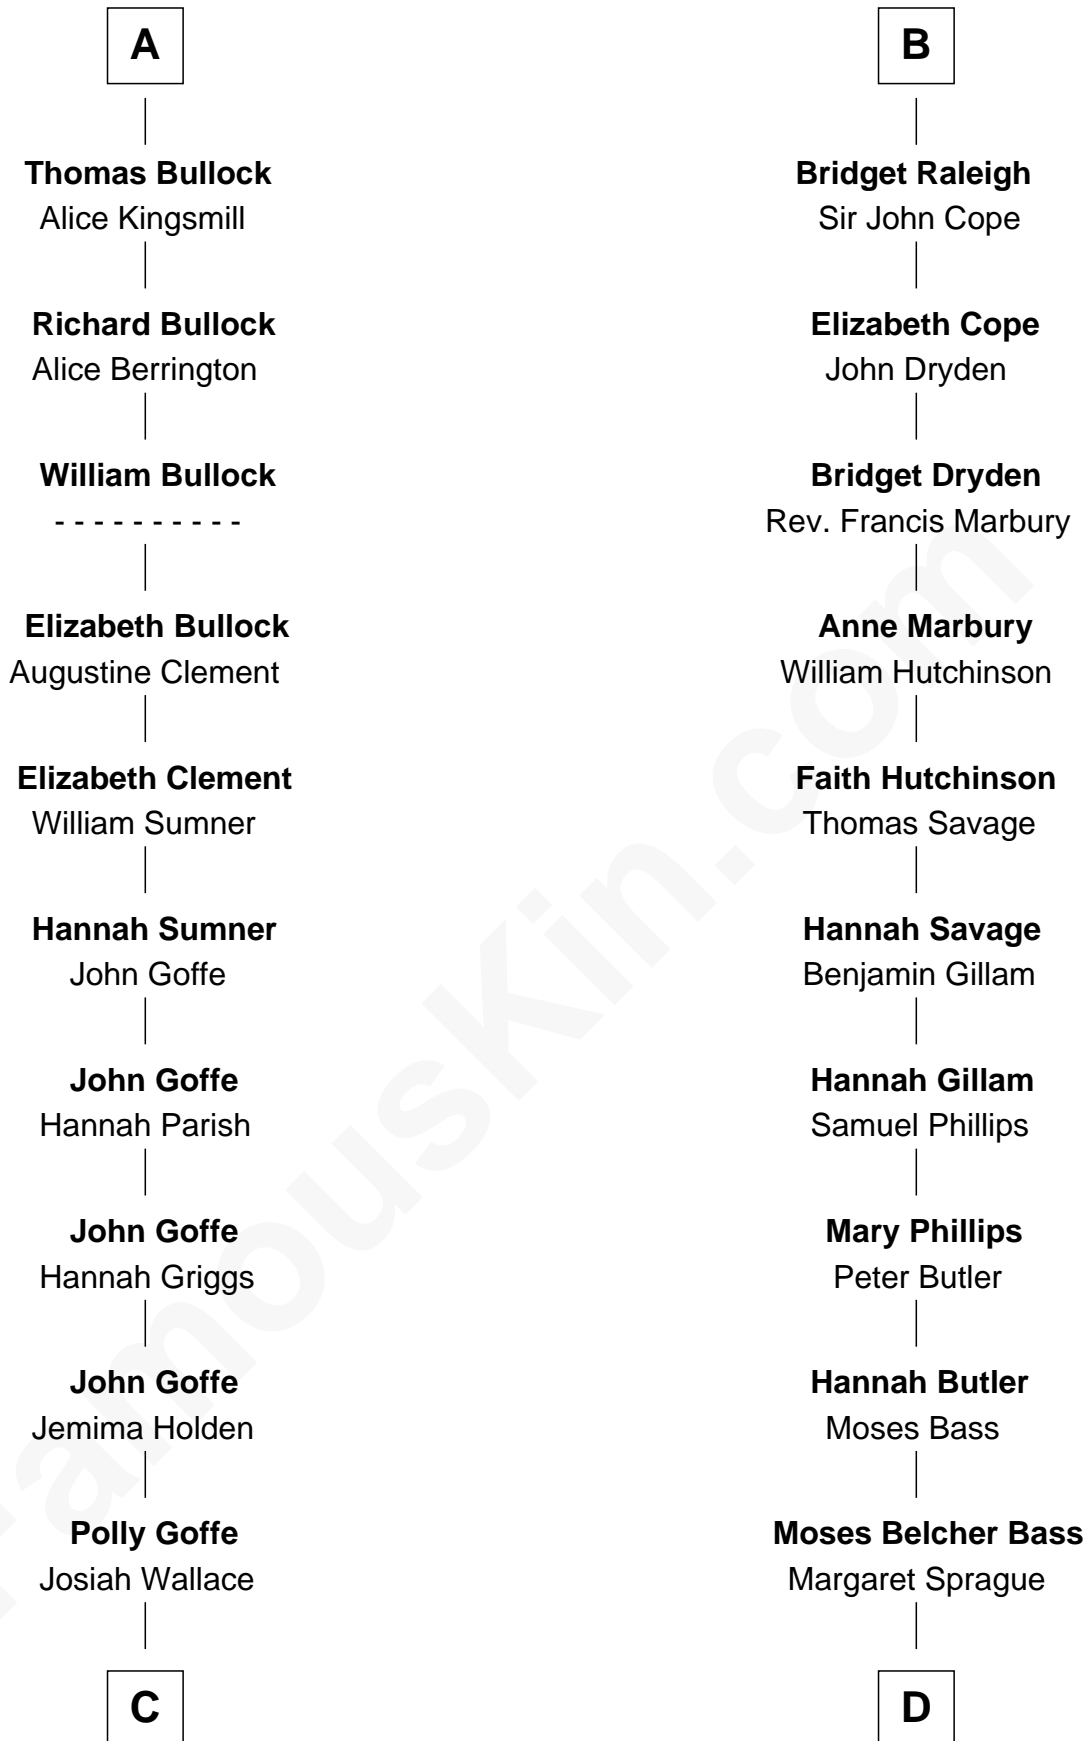 A
Thomas Bullock
Alice Kingsmill
Richard Bullock
Alice Berrington
William Bullock
- - - - - - - - - -
Elizabeth Bullock
Augustine Clement
Elizabeth Clement
William Sumner
Hannah Sumner
John Goffe
John Goffe
Hannah Parish
John Goffe
Hannah Griggs
John Goffe
Jemima Holden
Polly Goffe
Josiah Wallace
C
B
Bridget Raleigh
Sir John Cope
Elizabeth Cope
John Dryden
Bridget Dryden
Rev. Francis Marbury
Anne Marbury
William Hutchinson
Faith Hutchinson
Thomas Savage
Hannah Savage
Benjamin Gillam
Hannah Gillam
Samuel Phillips
Mary Phillips
Peter Butler
Hannah Butler
Moses Bass
Moses Belcher Bass
Margaret Sprague
D
FamousKin.com